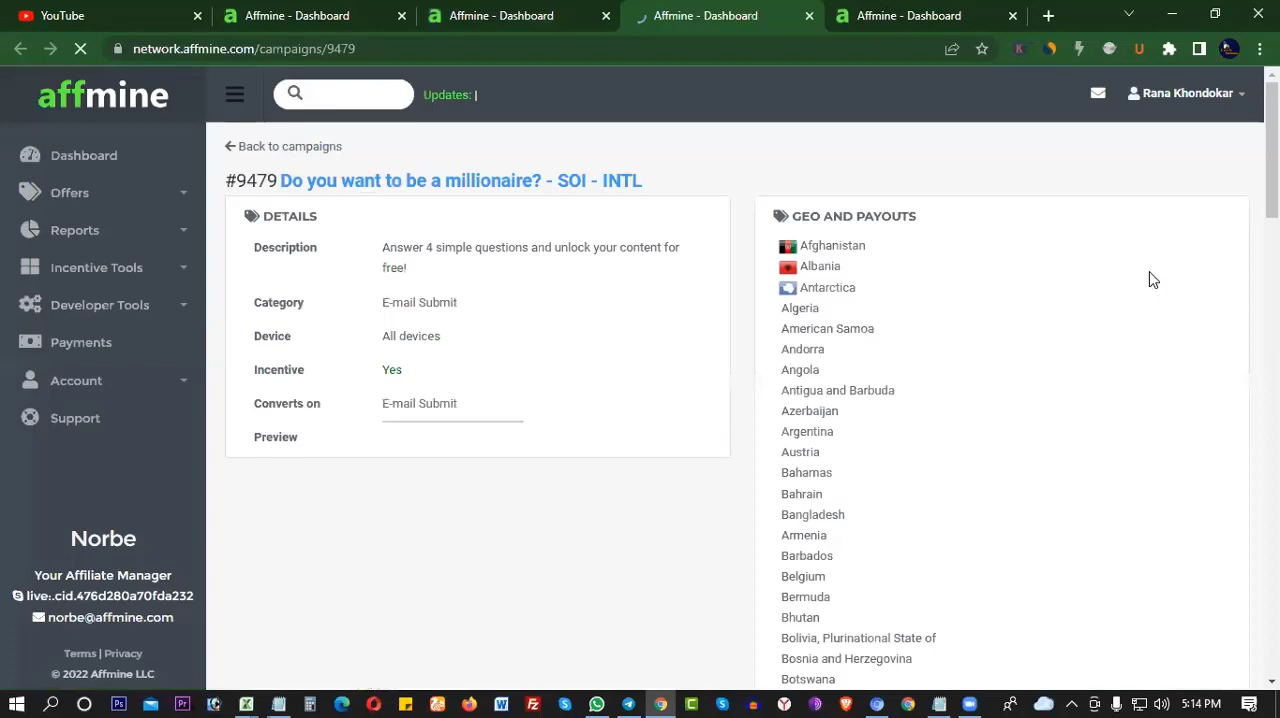 YouTube
Affmine - Dashboard
Affmine - Dashboard
Affmine - Dashboard
Affmine - Dashboard
network.affmine.com/campaigns/9479
affmine
Updates: |
Rana Khondokar
Dashboard
Offers
Reports
Incentive Tools
Developer Tools
Payments
Account
Support
Norbe
Your Affiliate Manager
live:.cid.476d280a70fda232
norbe@affmine.com
Terms | Privacy
© 2022 Affmine LLC
Back to campaigns
#9479 Do you want to be a millionaire? - SOI - INTL
DETAILS
Description Answer 4 simple questions and unlock your content for
free!
Category E-mail Submit
Device All devices
Incentive Yes
Converts on E-mail Submit
Preview
GEO AND PAYOUTS
Afghanistan
Albania
Antarctica
Algeria
American Samoa
Andorra
Angola
Antigua and Barbuda
Azerbaijan
Argentina
Austria
Bahamas
Bahrain
Bangladesh
Armenia
Barbados
Belgium
Bermuda
Bhutan
Bolivia, Plurinational State of
Bosnia and Herzegovina
Botswana
5:14 PM